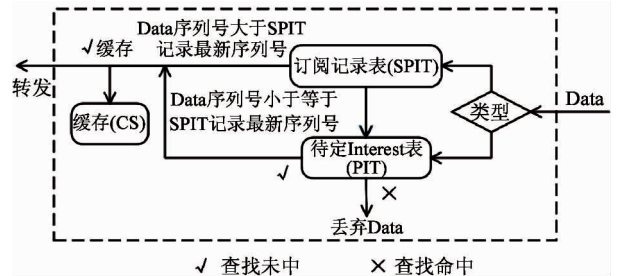 Data序列号大于SPIT
√缓存 记录最新序列号
订阅记录表(SPIT)
转发
Data序列号小于等于
SPIT记录最新序列号
缓存(CS)
类型
Data
待定Interest表
(PIT)
√
×
丢弃Data
√ 查找未中 × 查找命中